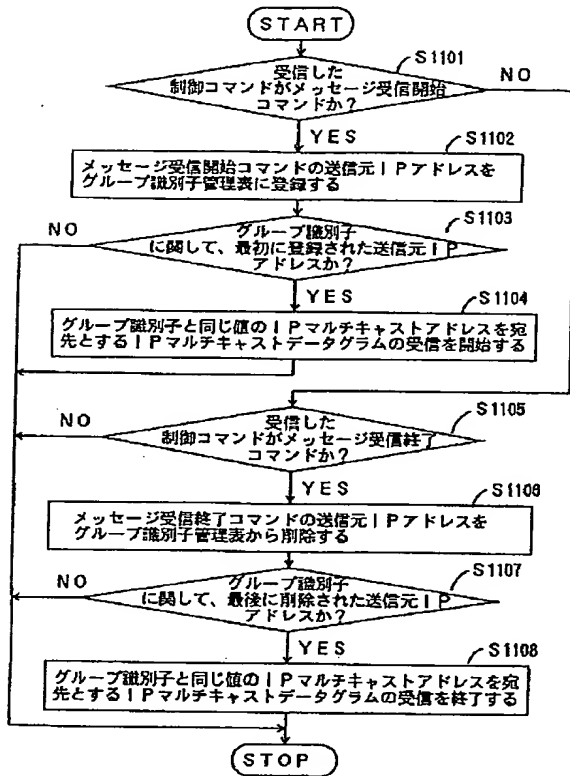 START
S1101
受信した
制御コマンドがメッセージ受信開始
コマンドか?
NO
YES
S1102
メッセージ受信開始コマンドの送信元IPアドレスを
グループ識別子管理表に登録する
S1103
NO
グループ識別子
に関して、最初に登録された送信元IP
アドレスか?
YES
S1104
グループ識別子と同じ値のIPマルチキャストアドレスを宛
先とするIPマルチキャストデータグラムの受信を開始する
S1105
NO
受信した
制御コマンドがメッセージ受信終了
コマンドか?
YES
S1106
メッセージ受信終了コマンドの送信元IPアドレスを
グループ識別子管理表から削除する
S1107
NO
グループ識別子
に関して、最後に削除された送信元IP
アドレスか?
YES
S1108
グループ識別子と同じ値のIPマルチキャストアドレスを宛
先とするIPマルチキャストデータグラムの受信を終了する
STOP